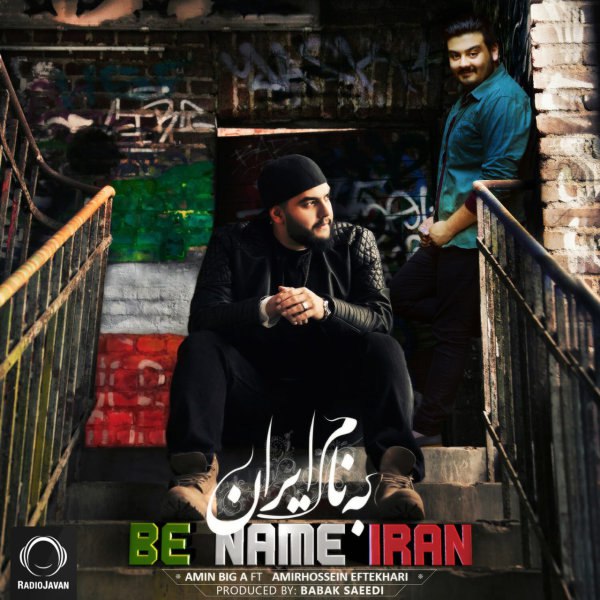 به نام ایران
BE NAME IRAN
AMIN BIG A FT AMIRHOSSEIN EFTEKHARI
PRODUCED BY: BABAK SAEEDI
RADIOJAVAN